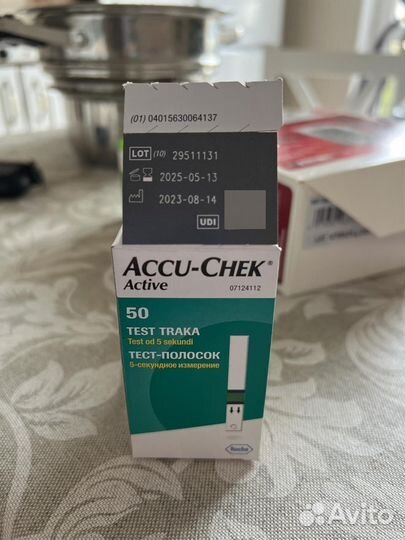 (01) 04015630064137
LOT (10) 29511131
2025-05-13
2023-08-14
UDI
ACCU-CHEK®
Active
07124112
50
TEST TRAKA
Test od 5 sekundi
ТЕСТ-ПОЛОСОК
5-секундное измерение
Roche
Avito